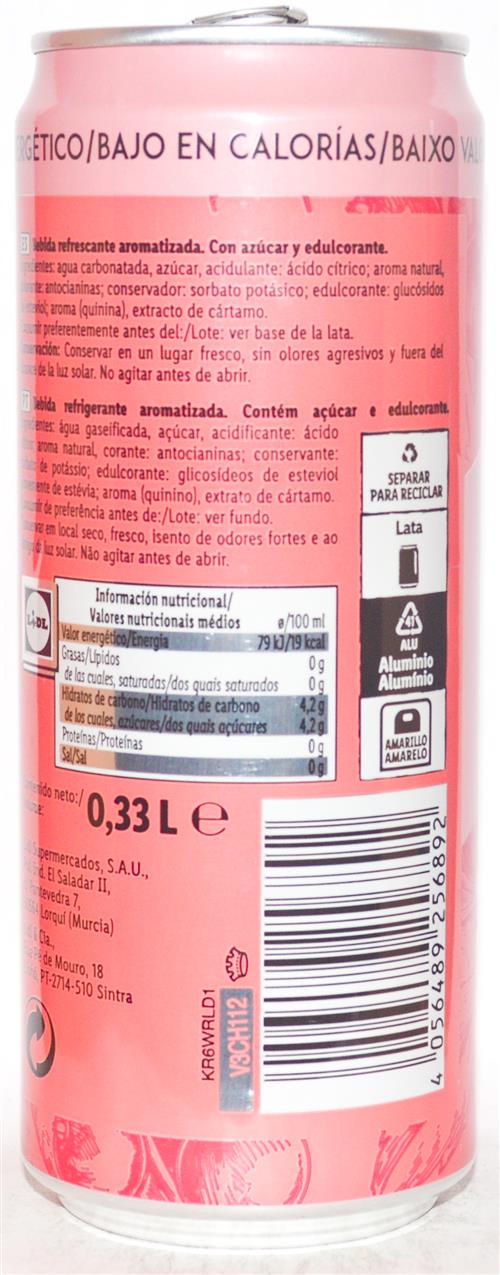 ERGÉTICO/BAJO EN CALORÍAS/BAIXO VALO
ES Bebida refrescante aromatizada. Con azúcar y edulcorante.
agua carbonatada, azúcar, acidulante: ácido cítrico; aroma natural,
antocianinas; conservador: sorbato potásico; edulcorante: glucósidos
aroma (quinina), extracto de cártamo.
preferentemente antes del:/Lote: ver base de la lata.
Conservar en un lugar fresco, sin olores agresivos y fuera del
de la luz solar. No agitar antes de abrir.
PT Bebida refrigerante aromatizada. Contém açúcar e edulcorante.
água gaseificada, açúcar, acidificante: ácido
aroma natural, corante: antocianinas; conservante:
de potássio; edulcorante: glicosídeos de esteviol
de estévia; aroma (quinino), extrato de cártamo.
de preferência antes de:/Lote: ver fundo.
em local seco, fresco, isento de odores fortes e ao
luz solar. Não agitar antes de abrir.
SEPARAR
PARA RECICLAR
Lata
41
ALU
Aluminio
Alumínio
AMARILLO
AMARELO
LIDL
Información nutricional/
Valores nutricionais médios ø/100 ml
Valor energético/Energia 79 kJ/19 kcal
Grasas/Lípidos 0 g
de las cuales, saturadas/dos quais saturados 0 g
Hidratos de carbono/Hidratos de carbono 4,2 g
de los cuales, azúcares/dos quais açúcares 4,2 g
Proteínas/Proteínas 0 g
Sal/Sal 0 g
neto:/
0,33 L e
Supermercados, S.A.U.,
El Saladar II,
Pontevedra 7,
Lorquí (Murcia)
& Cia.,
de Mouro, 18
PT-2714-510 Sintra
KR6WRLD1
V3CH112
4 056489 256892